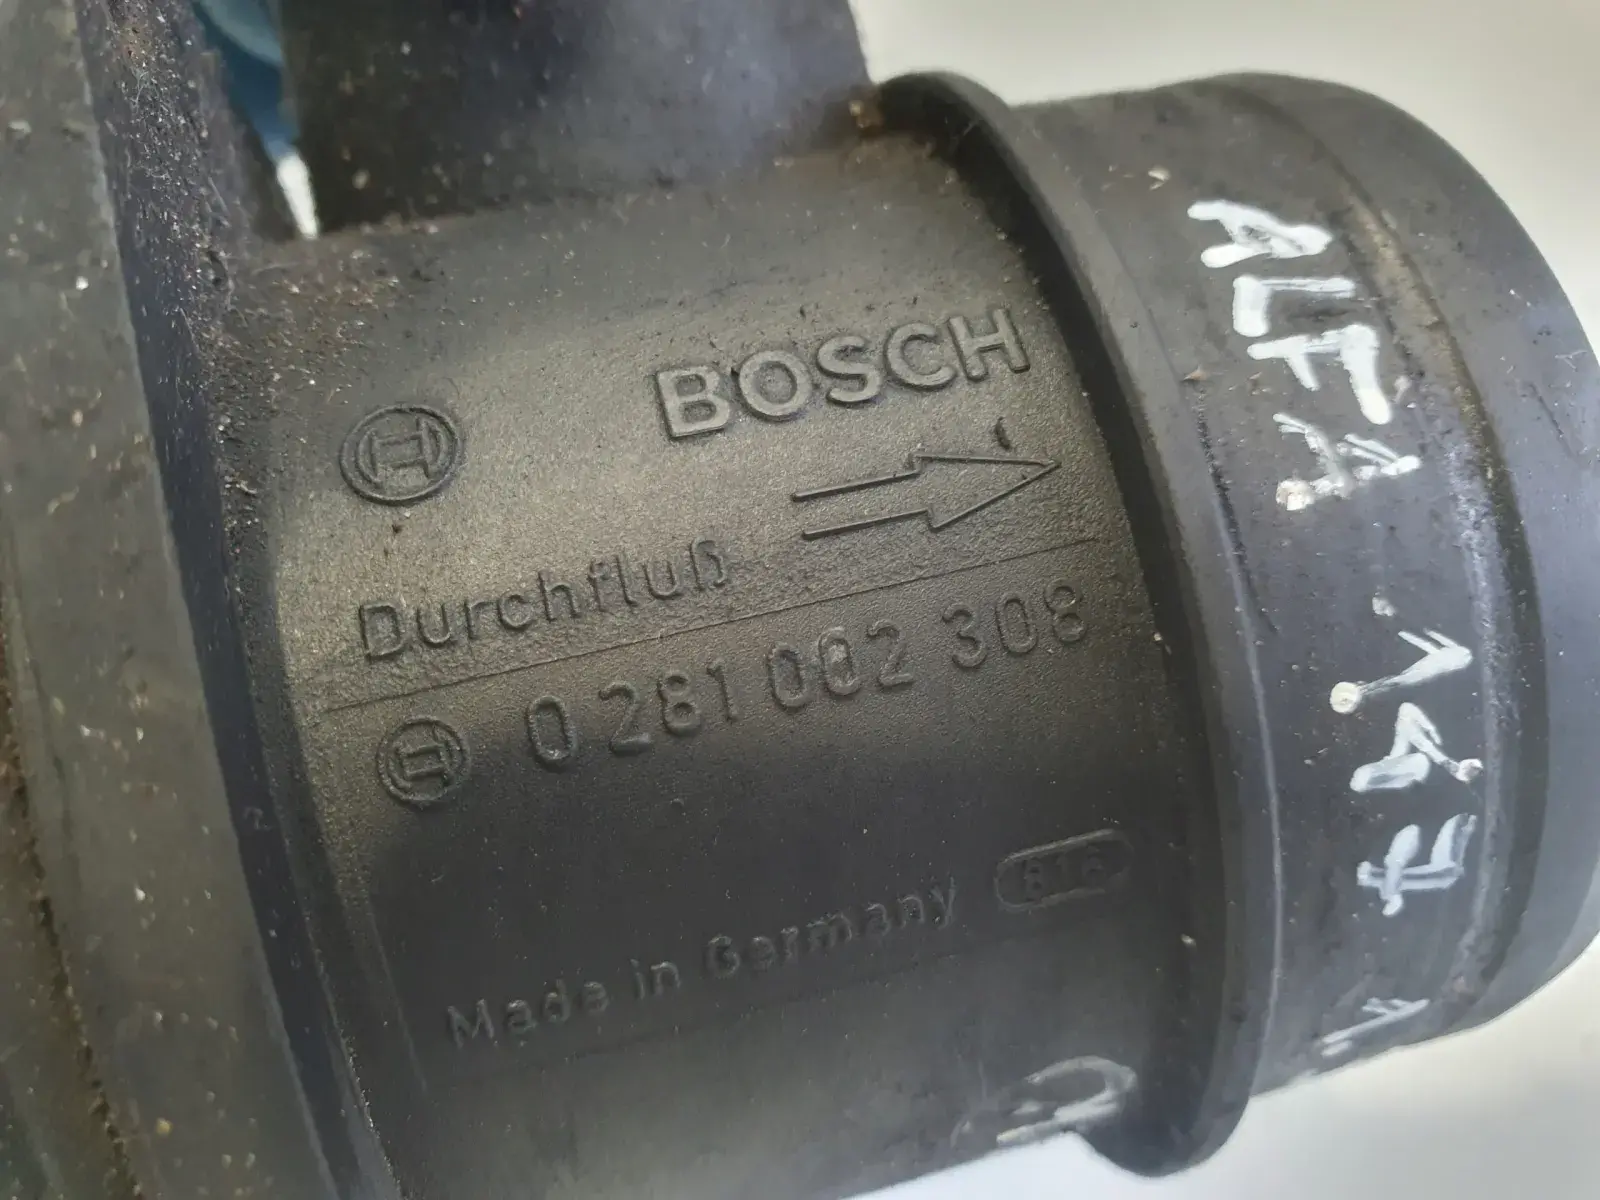 BOSCH
Durchfluß
0 281 002 308
Made in Germany 816
ALFA 147